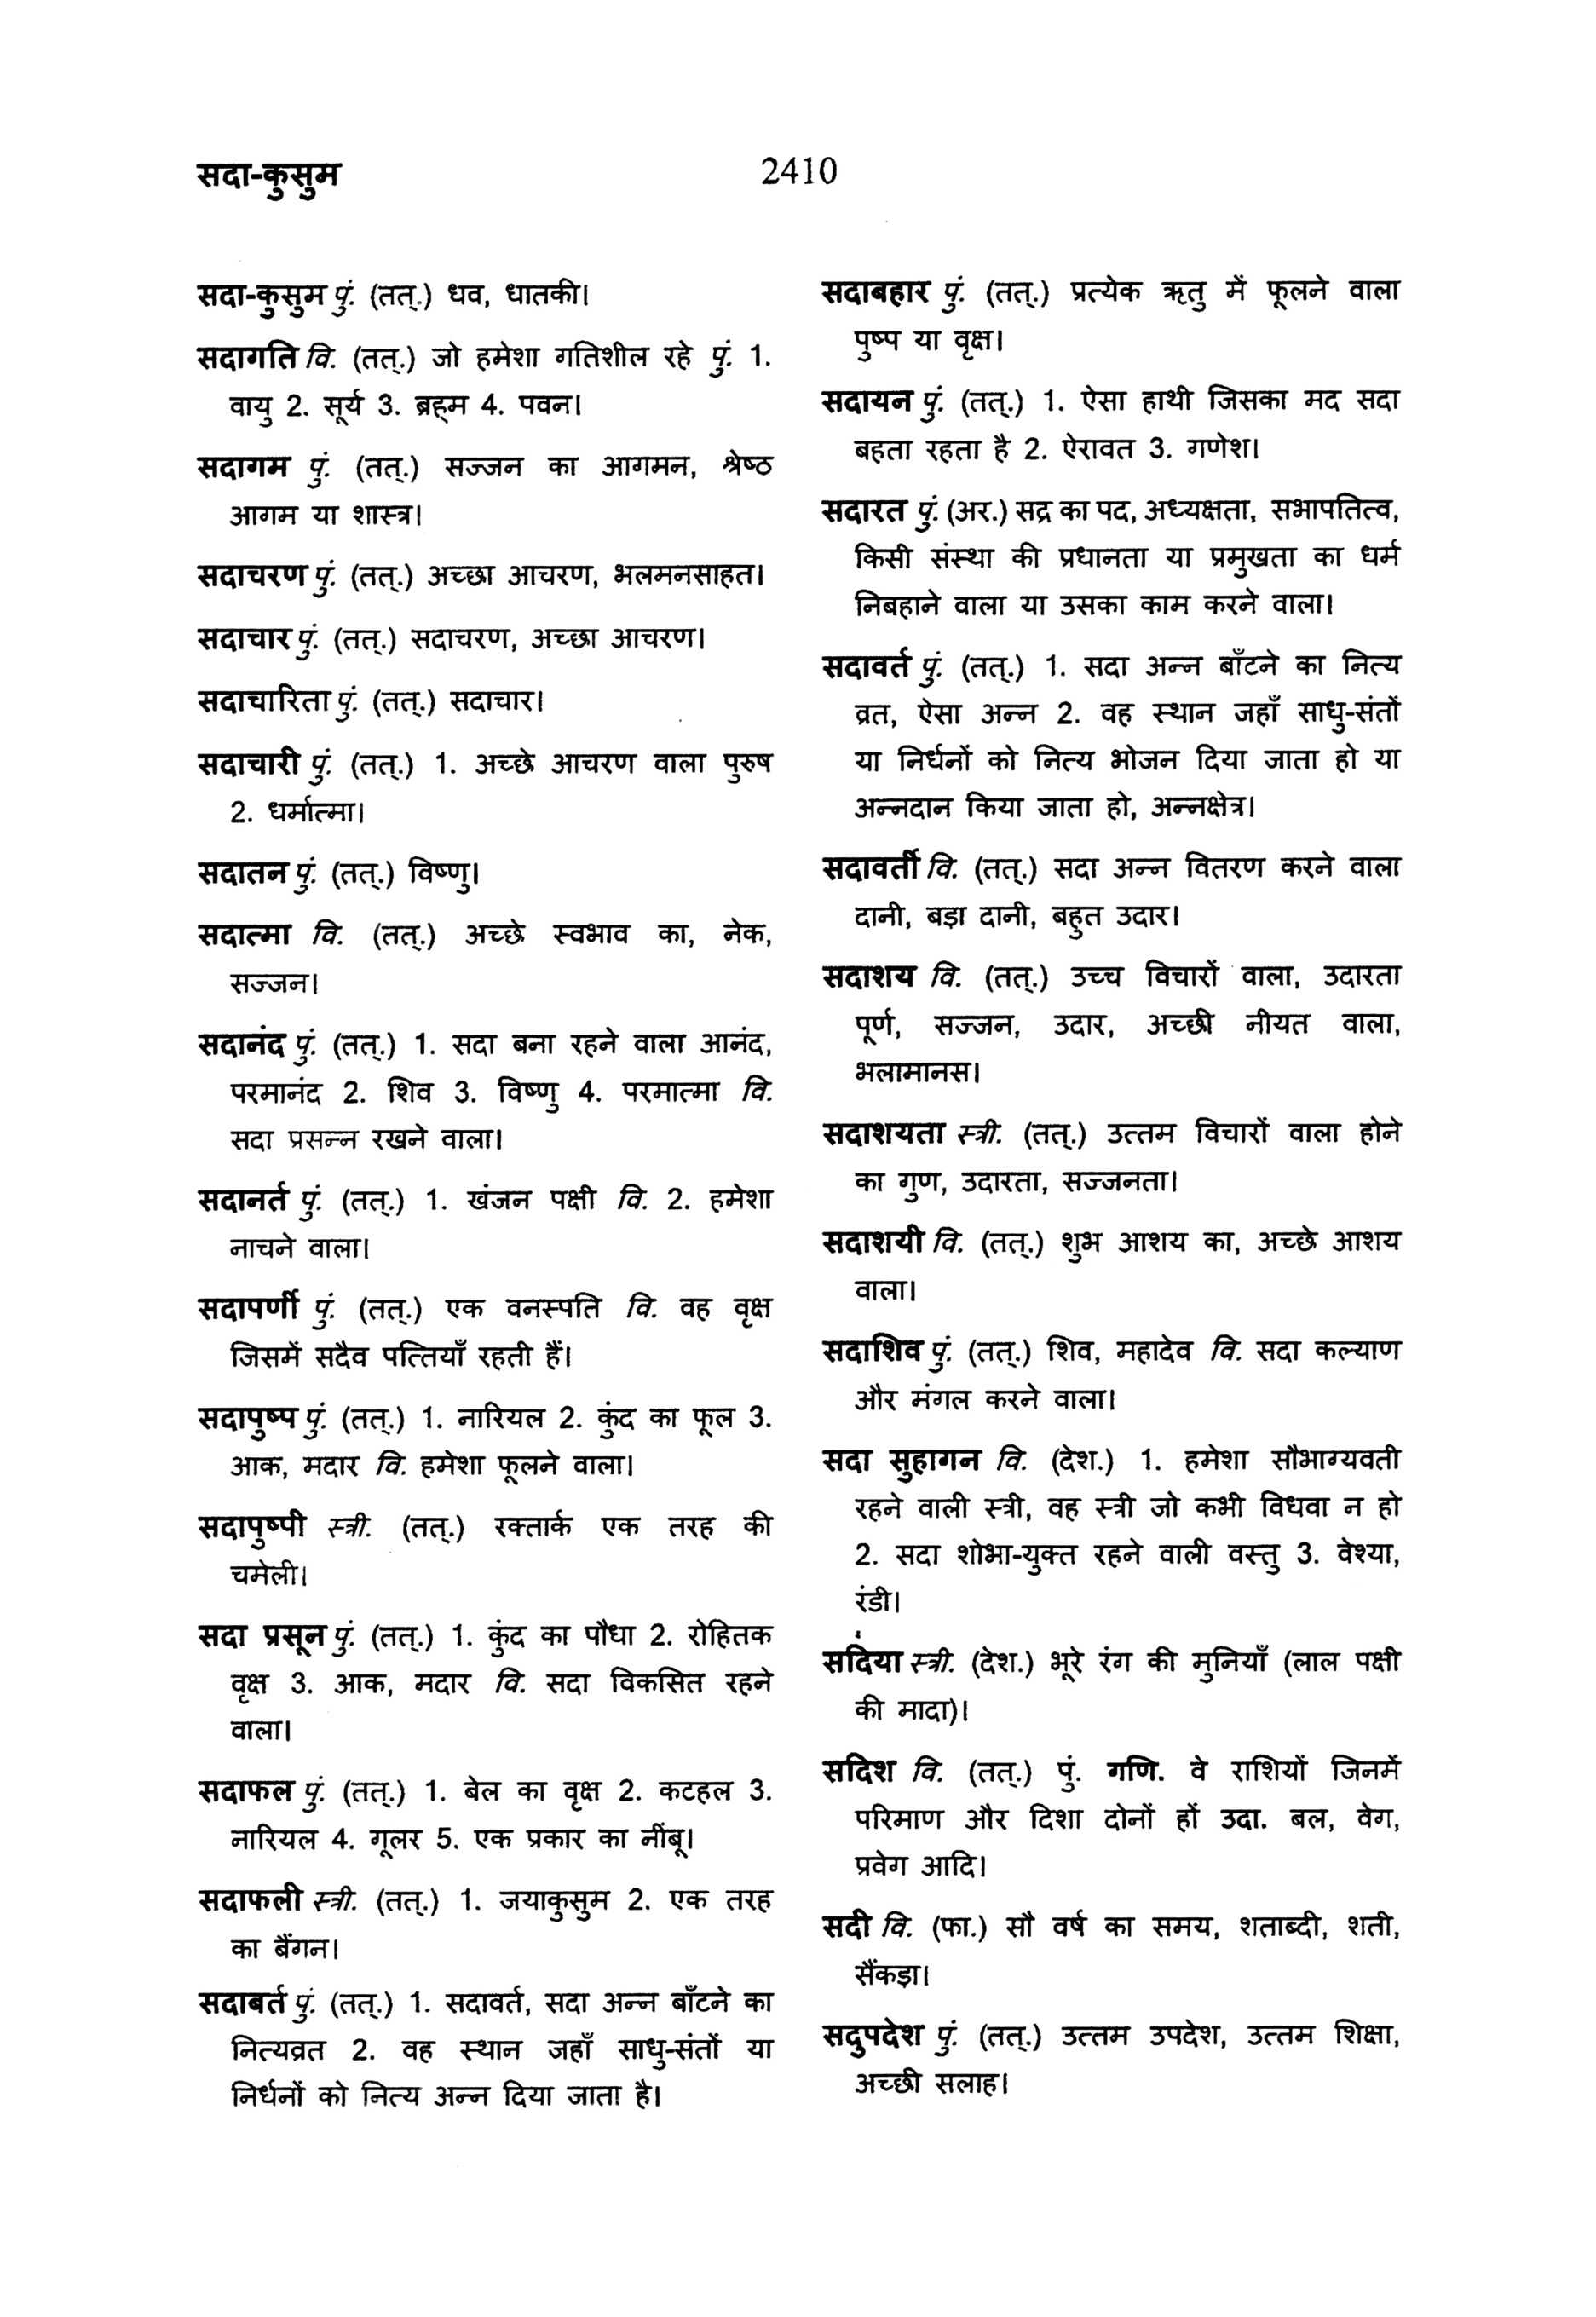 सदा-कुसुम
2410
सदा-कुसुम पुं. (तत्.) धव, धातकी।
सदागति वि. (तत्.) जो हमेशा गतिशील रहे पुं. 1.
वायु 2. सूर्य 3. ब्रह्म 4. पवन।
सदागम पुं. (तत्.) सज्जन का आगमन, श्रेष्ठ
आगम या शास्त्र।
सदाचरण पुं. (तत्.) अच्छा आचरण, भलमनसाहत।
सदाचार पुं. (तत्.) सदाचरण, अच्छा आचरण।
सदाचारिता पुं. (तत्.) सदाचार।
सदाचारी पुं. (तत्.) 1. अच्छे आचरण वाला पुरुष
2. धर्मात्मा।
सदातन पुं. (तत्.) विष्णु।
सदात्मा वि. (तत्.) अच्छे स्वभाव का, नेक,
सज्जन।
सदानंद पुं. (तत्.) 1. सदा बना रहने वाला आनंद,
परमानंद 2. शिव 3. विष्णु 4. परमात्मा वि.
सदा प्रसन्न रखने वाला।
सदानर्त पुं. (तत्.) 1. खंजन पक्षी वि. 2. हमेशा
नाचने वाला।
सदापर्णी पुं. (तत्.) एक वनस्पति वि. वह वृक्ष
जिसमें सदैव पत्तियाँ रहती हैं।
सदापुष्प पुं. (तत्.) 1. नारियल 2. कुंद का फूल 3.
आक, मदार वि. हमेशा फूलने वाला।
सदापुष्पी स्त्री. (तत्.) रक्तार्क एक तरह की
चमेली।
सदा प्रसून पुं. (तत्.) 1. कुंद का पौधा 2. रोहितक
वृक्ष 3. आक, मदार वि. सदा विकसित रहने
वाला।
सदाफल पुं. (तत्.) 1. बेल का वृक्ष 2. कटहल 3.
नारियल 4. गूलर 5. एक प्रकार का नींबू।
सदाफली स्त्री. (तत्.) 1. जयाकुसुम 2. एक तरह
का बैंगन।
सदाबर्त पुं. (तत्.) 1. सदावर्त, सदा अन्न बाँटने का
नित्यव्रत 2. वह स्थान जहाँ साधु-संतों या
निर्धनों को नित्य अन्न दिया जाता है।
सदाबहार पुं. (तत्.) प्रत्येक ऋतु में फूलने वाला
पुष्प या वृक्ष।
सदायन पुं. (तत्.) 1. ऐसा हाथी जिसका मद सदा
बहता रहता है 2. ऐरावत 3. गणेश।
सदारत पुं. (अर.) सद्र का पद, अध्यक्षता, सभापतित्व,
किसी संस्था की प्रधानता या प्रमुखता का धर्म
निबहाने वाला या उसका काम करने वाला।
सदावर्त पुं. (तत्.) 1. सदा अन्न बाँटने का नित्य
व्रत, ऐसा अन्न 2. वह स्थान जहाँ साधु-संतों
या निर्धनों को नित्य भोजन दिया जाता हो या
अन्नदान किया जाता हो, अन्नक्षेत्र।
सदावर्ती वि. (तत्.) सदा अन्न वितरण करने वाला
दानी, बड़ा दानी, बहुत उदार।
सदाशय वि. (तत्.) उच्च विचारों वाला, उदारता
पूर्ण, सज्जन, उदार, अच्छी नीयत वाला,
भलामानस।
सदाशयता स्त्री. (तत्.) उत्तम विचारों वाला होने
का गुण, उदारता, सज्जनता।
सदाशयी वि. (तत्.) शुभ आशय का, अच्छे आशय
वाला।
सदाशिव पुं. (तत्.) शिव, महादेव वि. सदा कल्याण
और मंगल करने वाला।
सदा सुहागन वि. (देश.) 1. हमेशा सौभाग्यवती
रहने वाली स्त्री, वह स्त्री जो कभी विधवा न हो
2. सदा शोभा-युक्त रहने वाली वस्तु 3. वेश्या,
रंडी।
सदिया स्त्री. (देश.) भूरे रंग की मुनियाँ (लाल पक्षी
की मादा)।
सदिश वि. (तत्.) पुं. गणि. वे राशियों जिनमें
परिमाण और दिशा दोनों हों उदा. बल, वेग,
प्रवेग आदि।
सदी वि. (फा.) सौ वर्ष का समय, शताब्दी, शती,
सैंकड़ा।
सदुपदेश पुं. (तत्.) उत्तम उपदेश, उत्तम शिक्षा,
अच्छी सलाह।